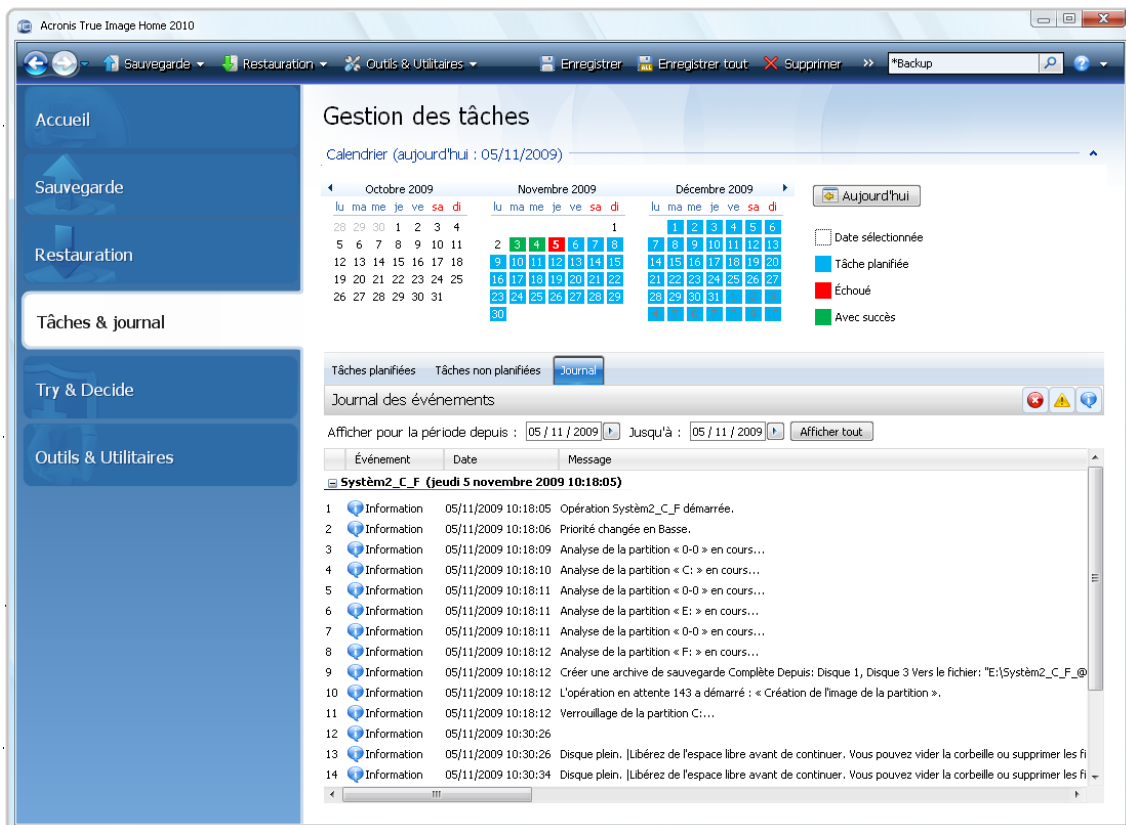 Acronis True Image Home 2010
Sauvegarde Restauration Outils & Utilitaires Enregistrer Enregistrer tout Supprimer >> *Backup
Accueil
Sauvegarde
Restauration
Tâches & journal
Try & Decide
Outils & Utilitaires
Gestion des tâches
Calendrier (aujourd'hui : 05/11/2009)
Octobre 2009
lu ma me je ve sa di
28 29 30 1 2 3 4
5 6 7 8 9 10 11
12 13 14 15 16 17 18
19 20 21 22 23 24 25
26 27 28 29 30 31
Novembre 2009
lu ma me je ve sa di
1
2 3 4 5 6 7 8
9 10 11 12 13 14 15
16 17 18 19 20 21 22
23 24 25 26 27 28 29
30
Décembre 2009
lu ma me je ve sa di
1 2 3 4 5 6
7 8 9 10 11 12 13
14 15 16 17 18 19 20
21 22 23 24 25 26 27
28 29 30 31
Aujourd'hui
Date sélectionnée
Tâche planifiée
Échoué
Avec succès
Tâches planifiées Tâches non planifiées Journal
Journal des événements
Afficher pour la période depuis : 05 / 11 / 2009 Jusqu'à : 05 / 11 / 2009 Afficher tout
Événement Date Message
Systèm2_C_F (jeudi 5 novembre 2009 10:18:05)
1 Information 05/11/2009 10:18:05 Opération Systèm2_C_F démarrée.
2 Information 05/11/2009 10:18:06 Priorité changée en Basse.
3 Information 05/11/2009 10:18:09 Analyse de la partition « 0-0 » en cours...
4 Information 05/11/2009 10:18:10 Analyse de la partition « C: » en cours...
5 Information 05/11/2009 10:18:11 Analyse de la partition « 0-0 » en cours...
6 Information 05/11/2009 10:18:11 Analyse de la partition « E: » en cours...
7 Information 05/11/2009 10:18:11 Analyse de la partition « 0-0 » en cours...
8 Information 05/11/2009 10:18:12 Analyse de la partition « F: » en cours...
9 Information 05/11/2009 10:18:12 Créer une archive de sauvegarde Complète Depuis: Disque 1, Disque 3 Vers le fichier: "E:\Systèm2_C_F_@
10 Information 05/11/2009 10:18:12 L'opération en attente 143 a démarré : « Création de l'image de la partition ».
11 Information 05/11/2009 10:18:12 Verrouillage de la partition C:...
12 Information 05/11/2009 10:30:26
13 Information 05/11/2009 10:30:26 Disque plein. |Libérez de l'espace libre avant de continuer. Vous pouvez vider la corbeille ou supprimer les fi
14 Information 05/11/2009 10:30:34 Disque plein. |Libérez de l'espace libre avant de continuer. Vous pouvez vider la corbeille ou supprimer les fi